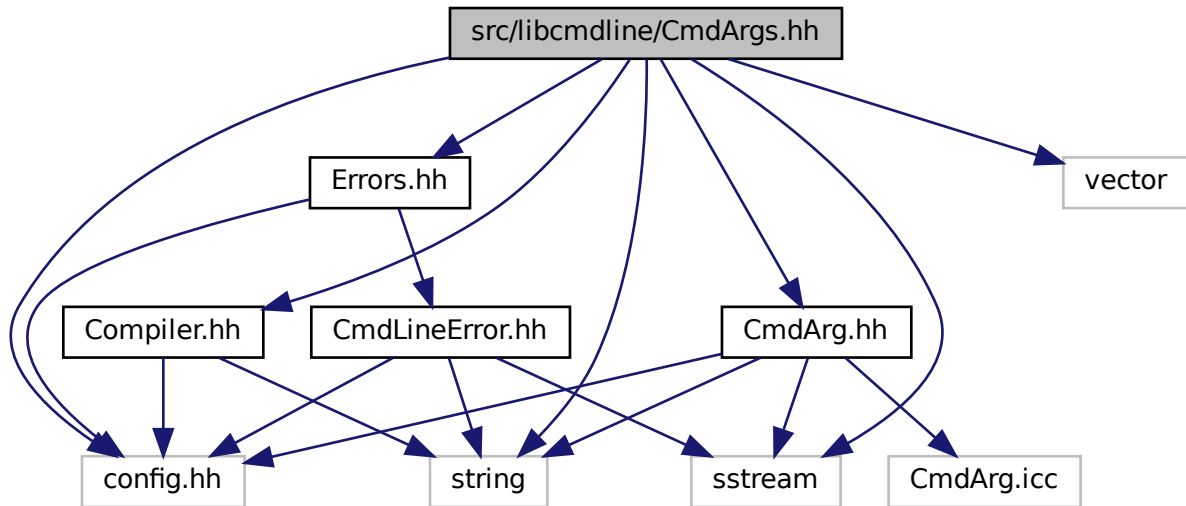 src/libcmdline/CmdArgs.hh
Errors.hh
vector
Compiler.hh
CmdLineError.hh
CmdArg.hh
config.hh
string
sstream
CmdArg.icc